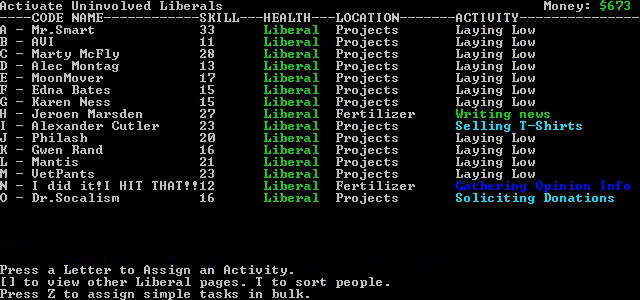 Activate Uninvolved Liberals Money: $673
----CODE NAME------------SKILL---HEALTH---LOCATION------ACTIVITY--------------
A - Mr.Smart 33 Liberal Projects Laying Low
B - AVI 11 Liberal Projects Laying Low
C - Marty McFly 28 Liberal Projects Laying Low
D - Alec Montag 13 Liberal Projects Laying Low
E - MoonMover 17 Liberal Projects Laying Low
F - Edna Bates 15 Liberal Projects Laying Low
G - Karen Ness 15 Liberal Projects Laying Low
H - Jeroen Marsden 27 Liberal Fertilizer Writing news
I - Alexander Cutler 23 Liberal Projects Selling T-Shirts
J - Philash 20 Liberal Projects Laying Low
K - Gwen Rand 16 Liberal Projects Laying Low
L - Mantis 21 Liberal Projects Laying Low
M - VetPants 23 Liberal Projects Laying Low
N - I did it!I HIT THAT!!12 Liberal Fertilizer Gathering Opinion Info
O - Dr.Socalism 16 Liberal Projects Soliciting Donations
Press a Letter to Assign an Activity.
[] to view other Liberal pages. T to sort people.
Press Z to assign simple tasks in bulk.